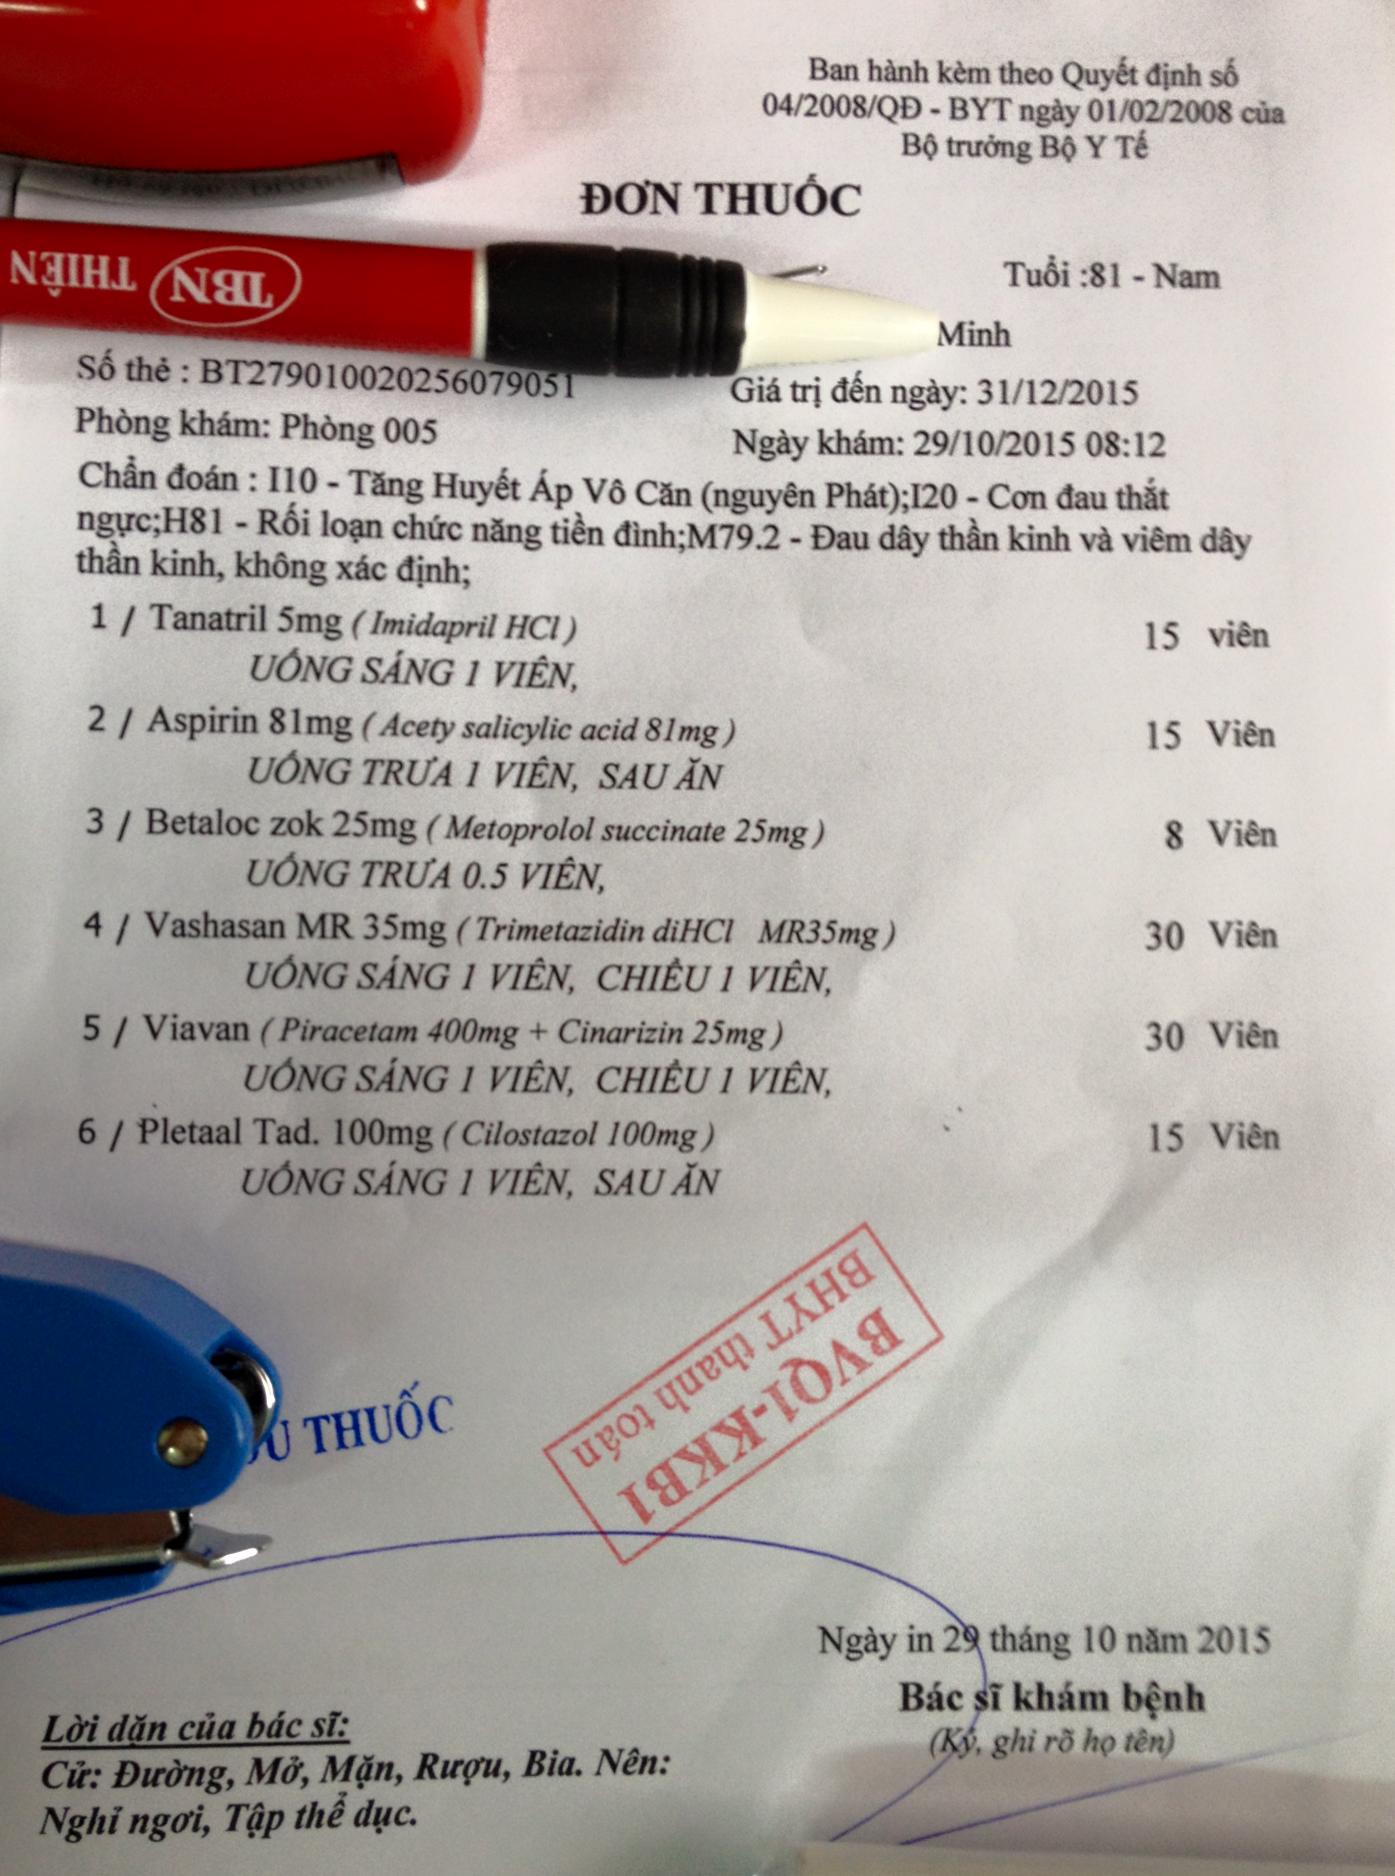 Ban hành kèm theo Quyết định số
04/2008/QĐ - BYT ngày 01/02/2008 của
Bộ trưởng Bộ Y Tế
ĐƠN THUỐC
TBN
THIỆN
Tuổi :81 - Nam
Minh
Số thẻ : BT279010020256079051
Giá trị đến ngày: 31/12/2015
Phòng khám: Phòng 005
Ngày khám: 29/10/2015 08:12
Chẩn đoán : I10 - Tăng Huyết Áp Vô Căn (nguyên Phát);I20 - Cơn đau thắt
ngực;H81 - Rối loạn chức năng tiền đình;M79.2 - Đau dây thần kinh và viêm dây
thần kinh, không xác định;
1 / Tanatril 5mg ( Imidapril HCl ) 15 viên
UỐNG SÁNG 1 VIÊN,
2 / Aspirin 81mg ( Acety salicylic acid 81mg ) 15 Viên
UỐNG TRƯA 1 VIÊN, SAU ĂN
3 / Betaloc zok 25mg ( Metoprolol succinate 25mg ) 8 Viên
UỐNG TRƯA 0.5 VIÊN,
4 / Vashasan MR 35mg ( Trimetazidin diHCl MR35mg ) 30 Viên
UỐNG SÁNG 1 VIÊN, CHIỀU 1 VIÊN,
5 / Viavan ( Piracetam 400mg + Cinarizin 25mg ) 30 Viên
UỐNG SÁNG 1 VIÊN, CHIỀU 1 VIÊN,
6 / Pletaal Tad. 100mg ( Cilostazol 100mg ) 15 Viên
UỐNG SÁNG 1 VIÊN, SAU ĂN
BVQ1-KKB1
BHYT thanh toán
THUỐC
Ngày in 29 tháng 10 năm 2015
Bác sĩ khám bệnh
(Ký, ghi rõ họ tên)
Lời dặn của bác sĩ:
Cử: Đường, Mở, Mặn, Rượu, Bia. Nên:
Nghỉ ngơi, Tập thể dục.